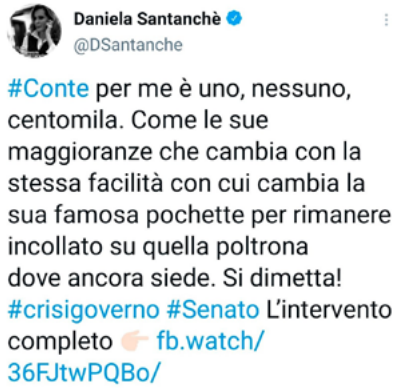 Daniela Santanchè
@DSantanche
#Conte per me è uno, nessuno,
centomila. Come le sue
maggioranze che cambia con la
stessa facilità con cui cambia la
sua famosa pochette per rimanere
incollato su quella poltrona
dove ancora siede. Si dimetta!
#crisigoverno #Senato L’intervento
completo 👉🏻 fb.watch/
36FJtwPQBo/